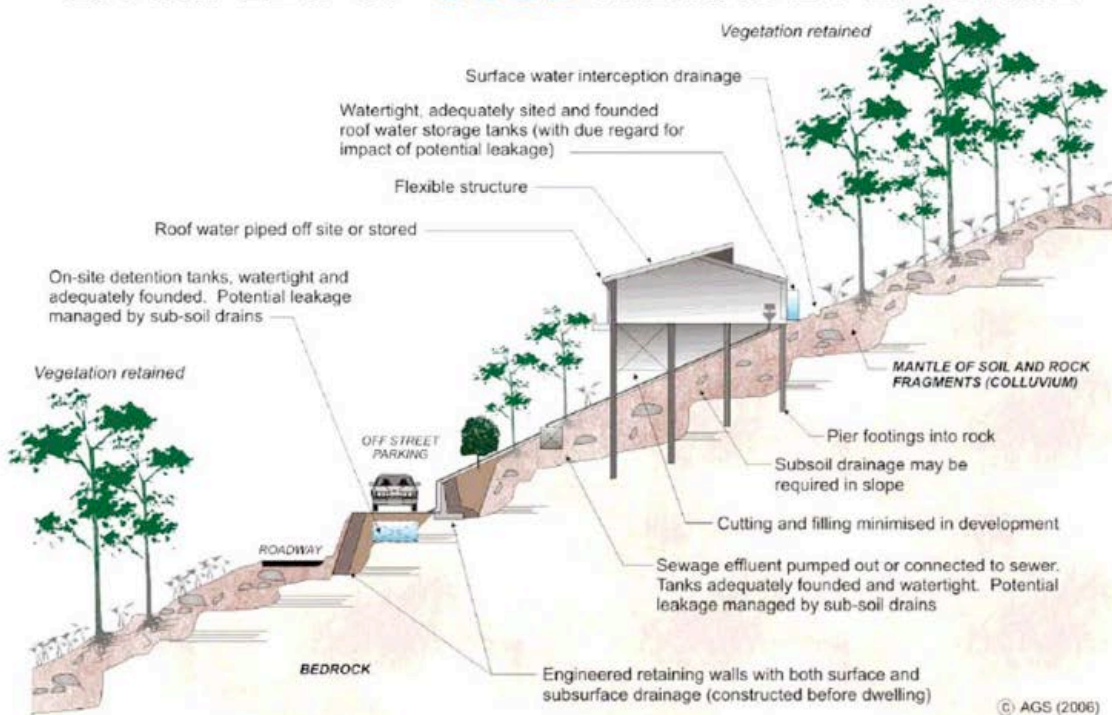 Vegetation retained
Surface water interception drainage
Watertight, adequately sited and founded
roof water storage tanks (with due regard for
impact of potential leakage)
Flexible structure
Roof water piped off site or stored
On-site detention tanks, watertight and
adequately founded. Potential leakage
managed by sub-soil drains
Vegetation retained
MANTLE OF SOIL AND ROCK
FRAGMENTS (COLLUVIUM)
Pier footings into rock
OFF STREET
PARKING
Subsoil drainage may be
required in slope
Cutting and filling minimised in development
ROADWAY
Sewage effluent pumped out or connected to sewer.
Tanks adequately founded and watertight. Potential
leakage managed by sub-soil drains
BEDROCK
Engineered retaining walls with both surface and
subsurface drainage (constructed before dwelling)
© AGS (2006)